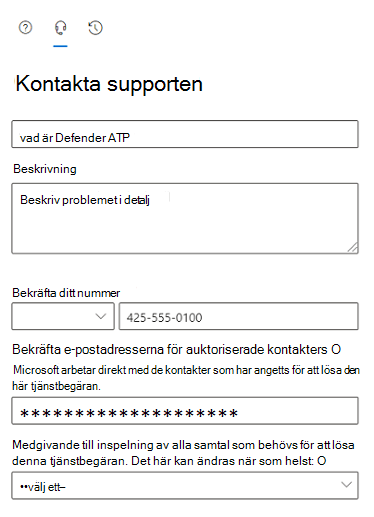 Kontakta supporten
vad är Defender ATP
Beskrivning
Beskriv problemet i detalj
Bekräfta ditt nummer
425-555-0100
Bekräfta e-postadresserna för auktoriserade kontakters O
Microsoft arbetar direkt med de kontakter som har angetts för att lösa den
här tjänstbegäran.
********************
Medgivande till inspelning av alla samtal som behövs för att lösa
denna tjänstbegäran. Det här kan ändras när som helst: O
••välj ett–